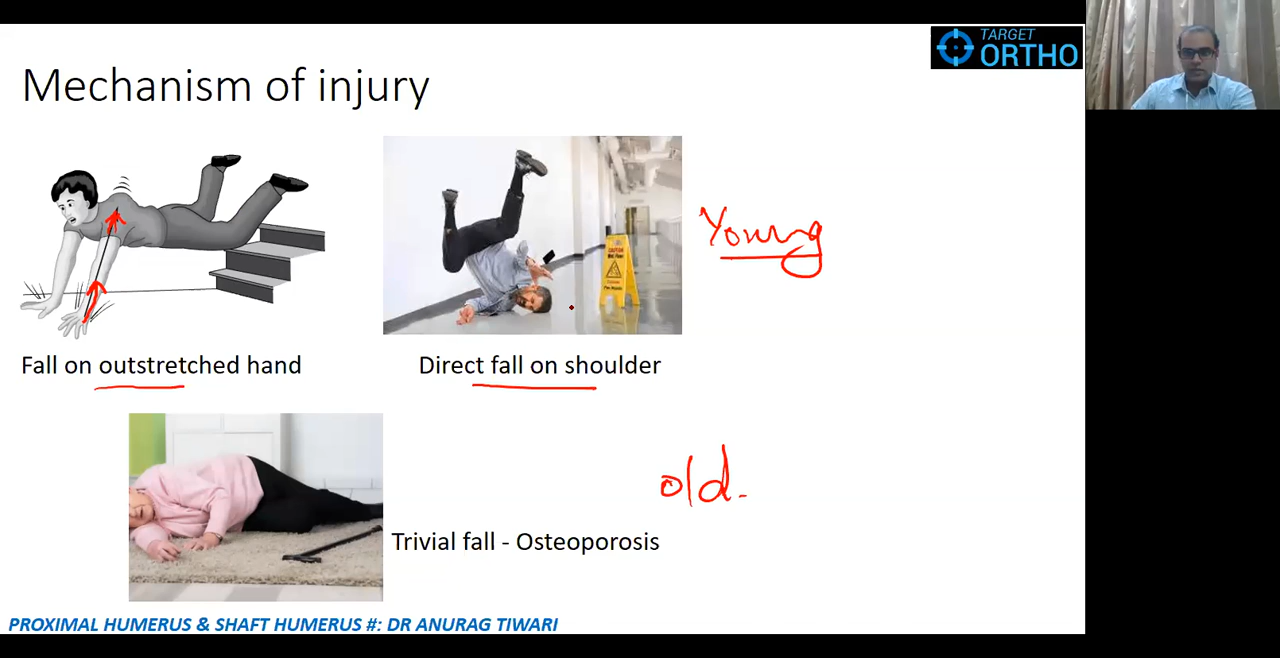 TARGET
ORTHO
Mechanism of injury
Young
Fall on outstretched hand
Direct fall on shoulder
old.
Trivial fall - Osteoporosis
PROXIMAL HUMERUS & SHAFT HUMERUS #: DR ANURAG TIWARI
CAUTION